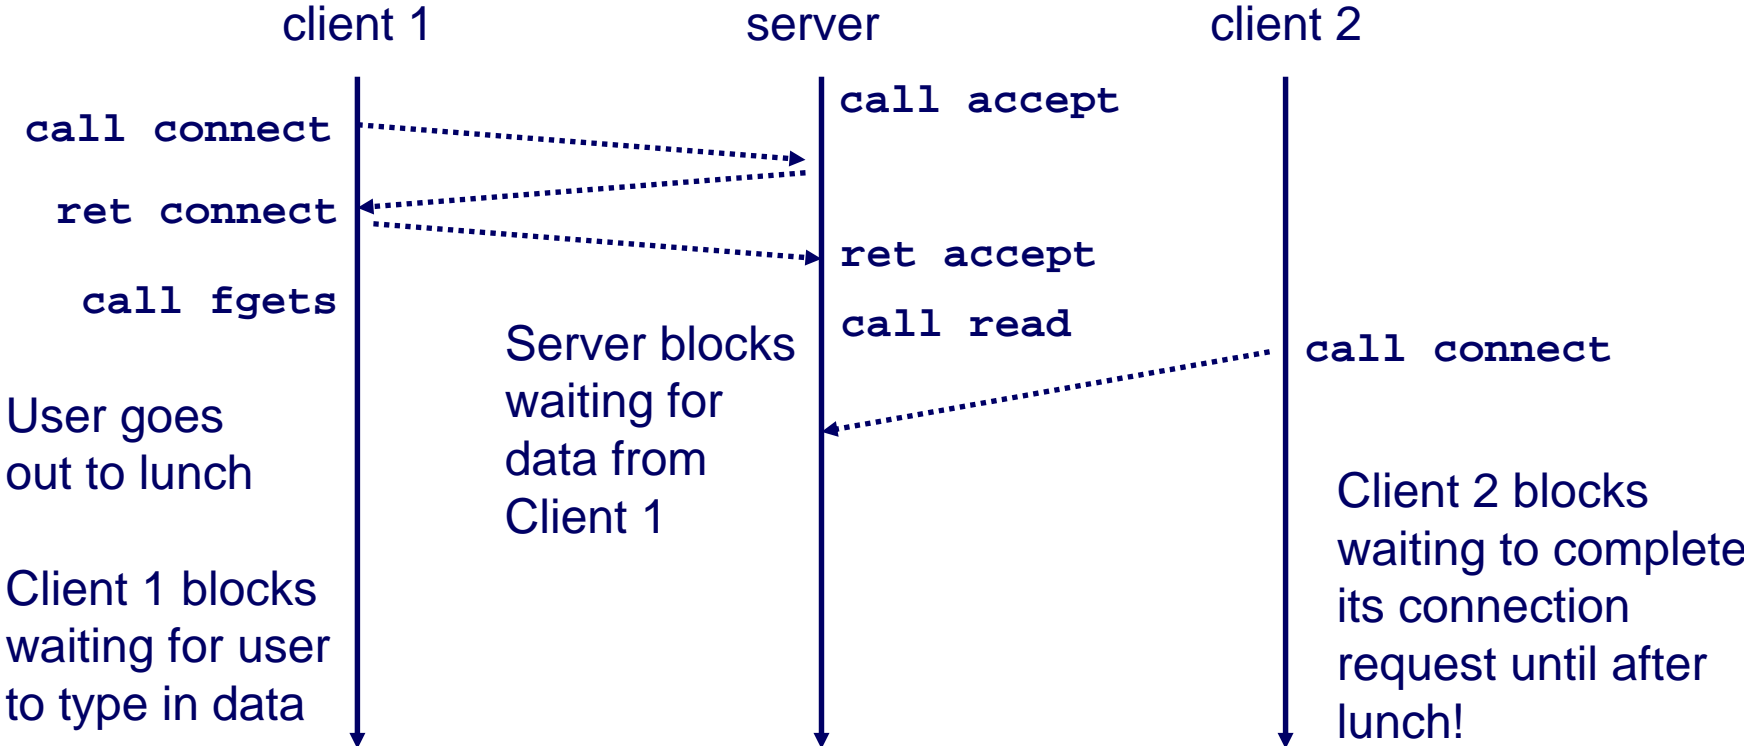 client 1
server
client 2
call accept
call connect
ret connect
ret accept
call fgets
call read
call connect
Server blocks
waiting for
data from
Client 1
User goes
out to lunch
Client 1 blocks
waiting for user
to type in data
Client 2 blocks
waiting to complete
its connection
request until after
lunch!